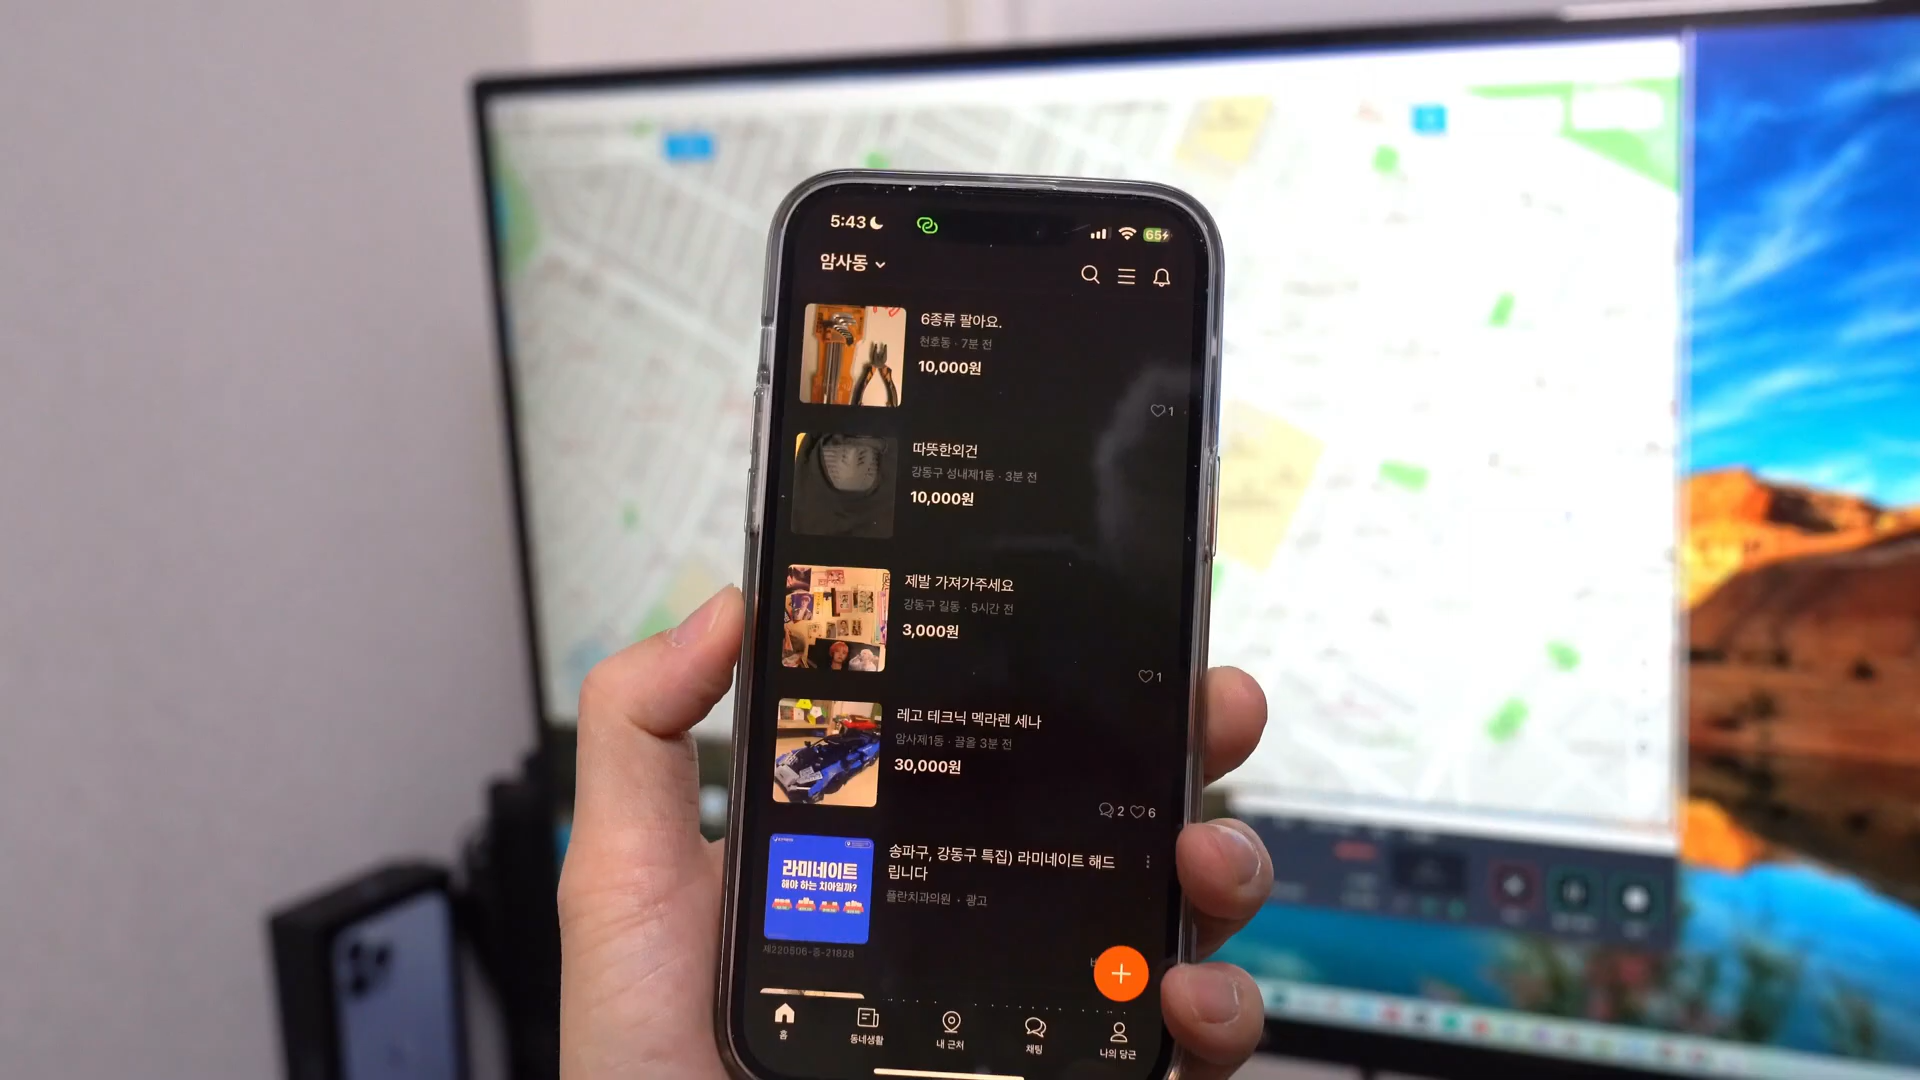 5:43
65
암사동
6종류 팔아요.
천호동 · 7분 전
10,000원
1
따뜻한외건
강동구 성내제1동 · 3분 전
10,000원
제발 가져가주세요
강동구 길동 · 5시간 전
3,000원
1
레고 테크닉 멕라렌 세나
암사제1동 · 끌올 3분 전
30,000원
2 6
라미네이트
해야 하는 치아일까?
송파구, 강동구 특집) 라미네이트 해드
립니다
플란치과의원 · 광고
제220506-중-21828
홈
동네생활
내 근처
채팅
나의 당근